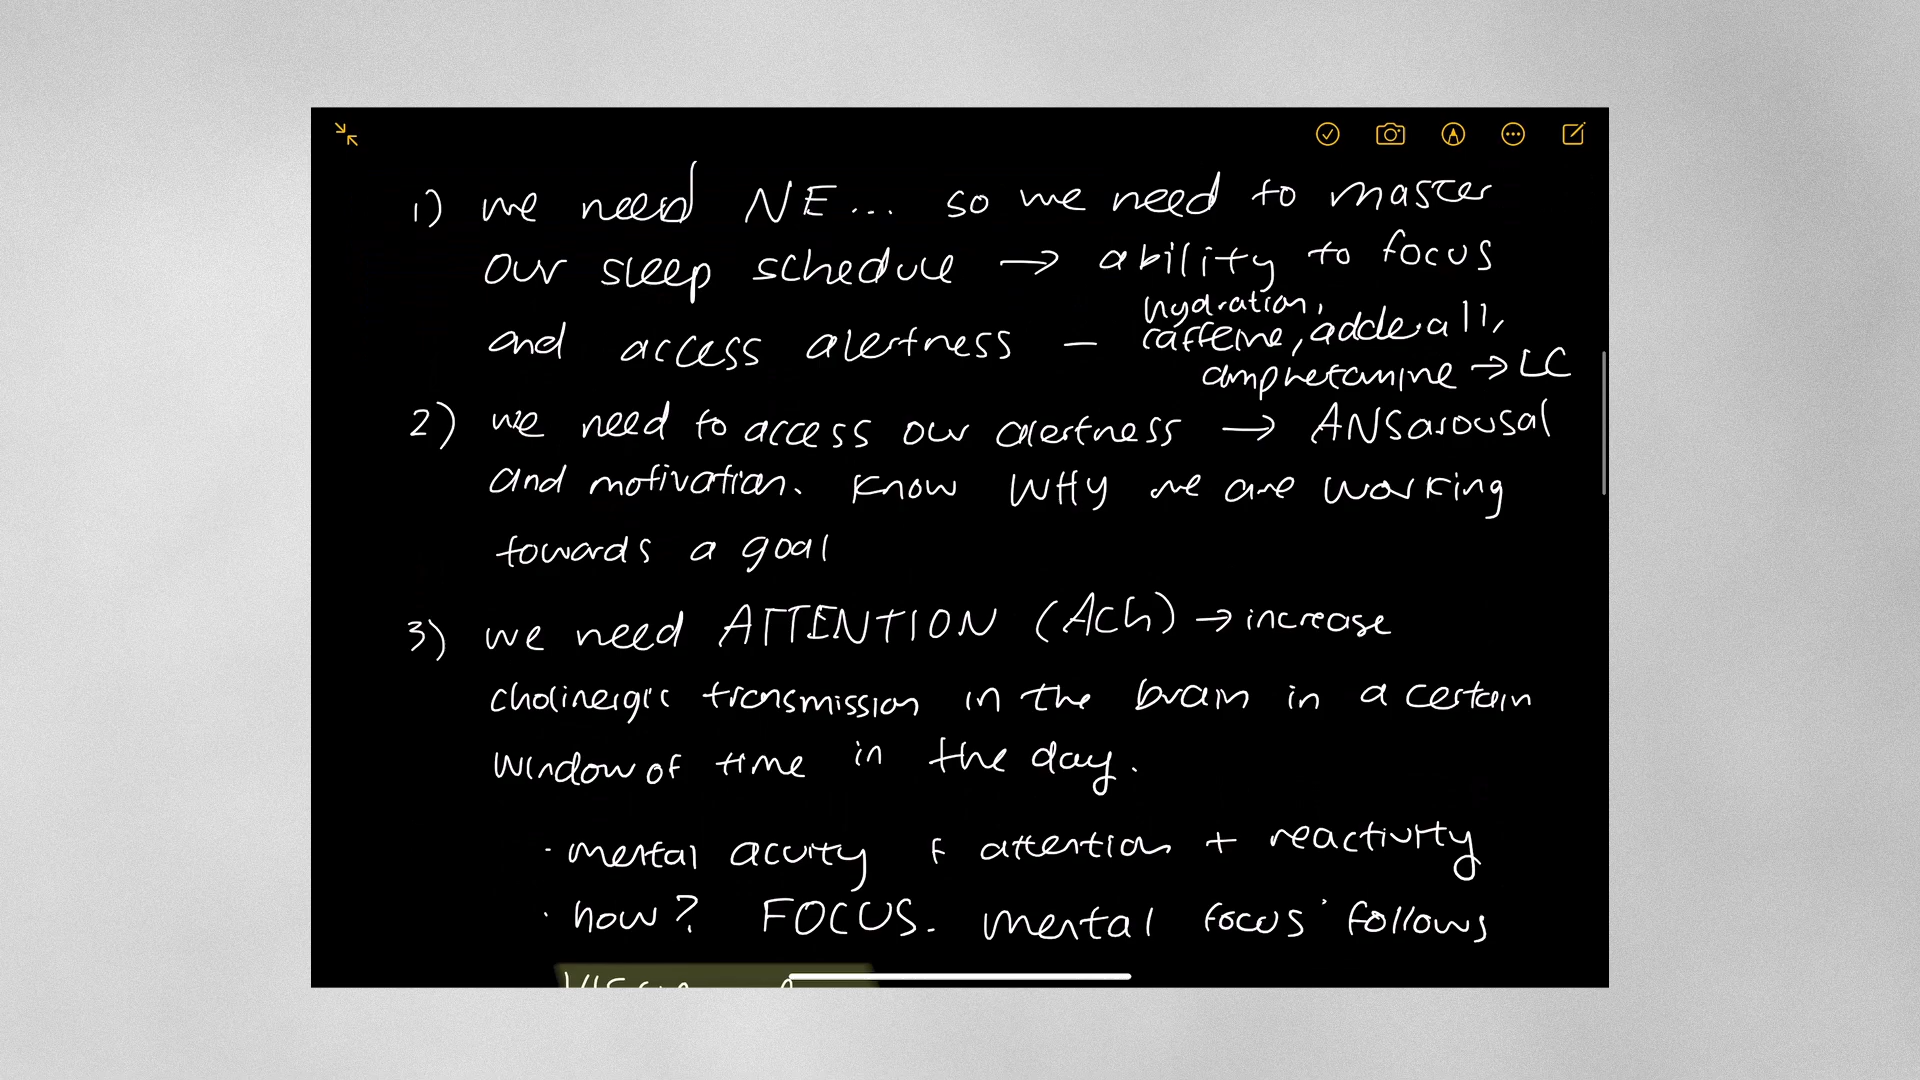 1) we need NE... so we need to master
our sleep schedule → ability to focus
and access alertness — hydration,
caffeine, adderall,
amphetamine → LC
2) we need to access our alertness → ANS arousal
and motivation. Know WHY we are working
towards a goal
3) we need ATTENTION (ACh) → increase
cholinergic transmission in the brain in a certain
window of time in the day.
· mental acuity + attention + reactivity
· how? FOCUS. mental focus follows